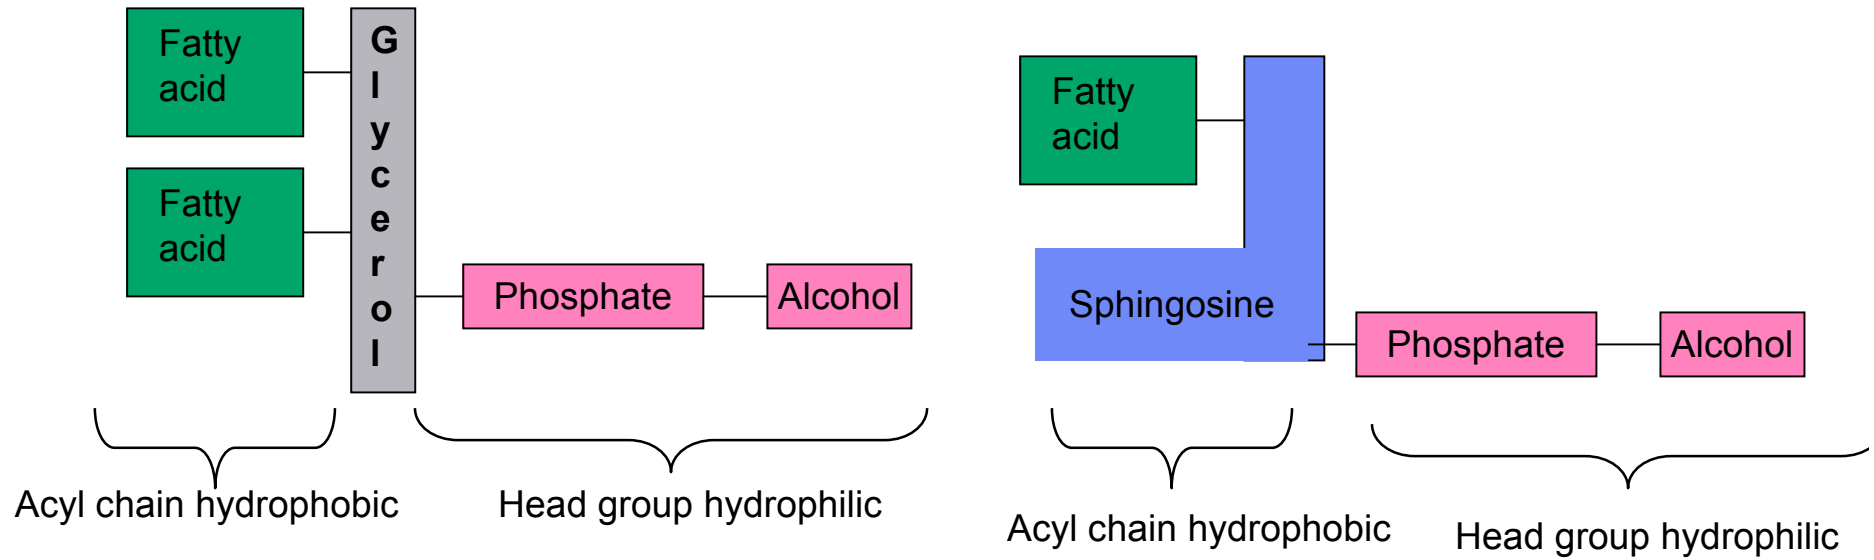 Fatty
acid
Fatty
acid
Glycerol
Phosphate
Alcohol
Acyl chain hydrophobic
Head group hydrophilic
Fatty
acid
Sphingosine
Phosphate
Alcohol
Acyl chain hydrophobic
Head group hydrophilic